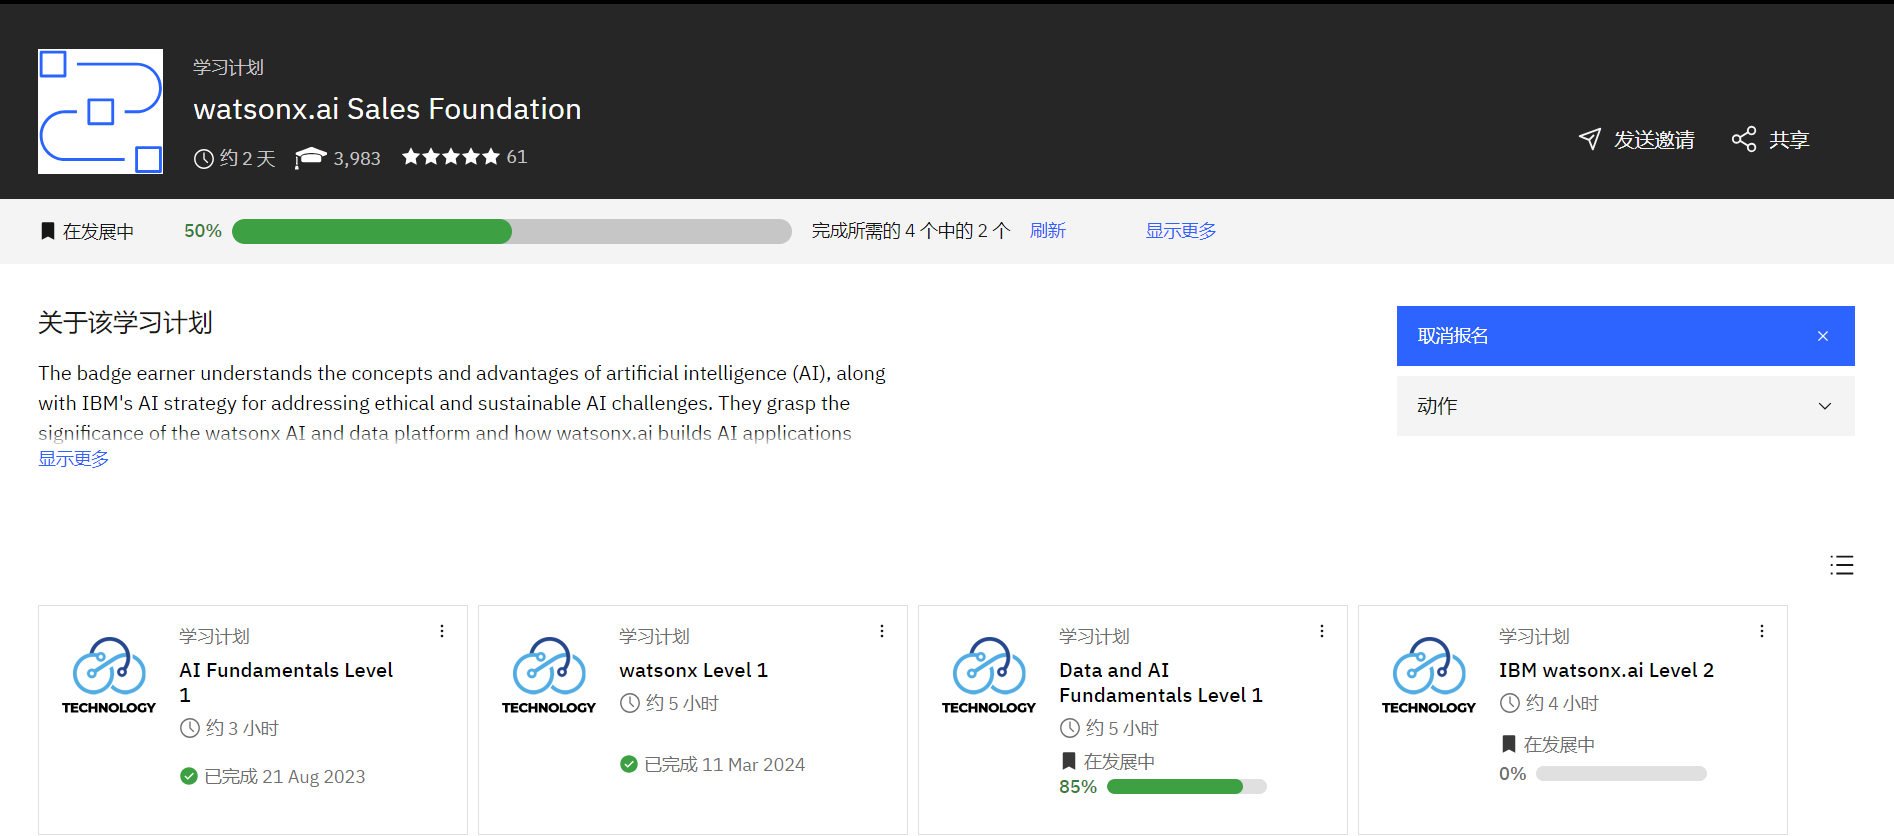 学习计划
watsonx.ai Sales Foundation
约 2 天 3,983 61
发送邀请 共享
在发展中 50% 完成所需的 4 个中的 2 个 刷新 显示更多
关于该学习计划
The badge earner understands the concepts and advantages of artificial intelligence (AI), along
with IBM's AI strategy for addressing ethical and sustainable AI challenges. They grasp the
significance of the watsonx AI and data platform and how watsonx.ai builds AI applications
显示更多
取消报名
动作
TECHNOLOGY
学习计划
AI Fundamentals Level
1
约 3 小时
已完成 21 Aug 2023
TECHNOLOGY
学习计划
watsonx Level 1
约 5 小时
已完成 11 Mar 2024
TECHNOLOGY
学习计划
Data and AI
Fundamentals Level 1
约 5 小时
在发展中
85%
TECHNOLOGY
学习计划
IBM watsonx.ai Level 2
约 4 小时
在发展中
0%